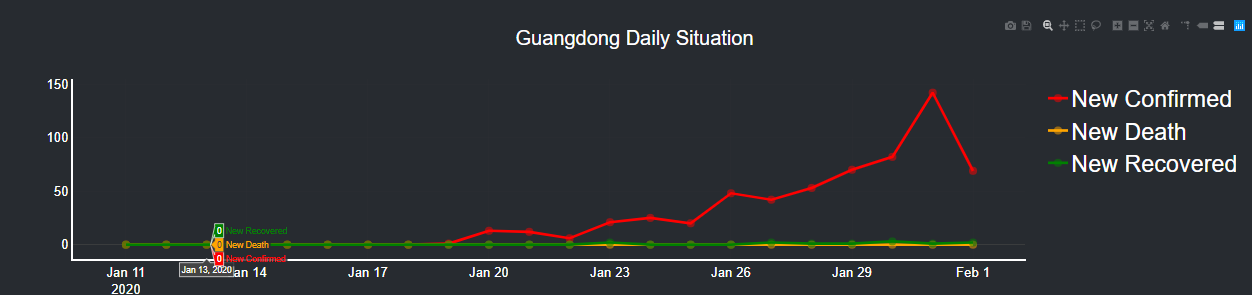 Guangdong Daily Situation
150
100
50
0
New Confirmed
New Death
New Recovered
0 New Recovered
0 New Death
0 New Confirmed
Jan 13, 2020
Jan 11
2020
an 14
Jan 17
Jan 20
Jan 23
Jan 26
Jan 29
Feb 1